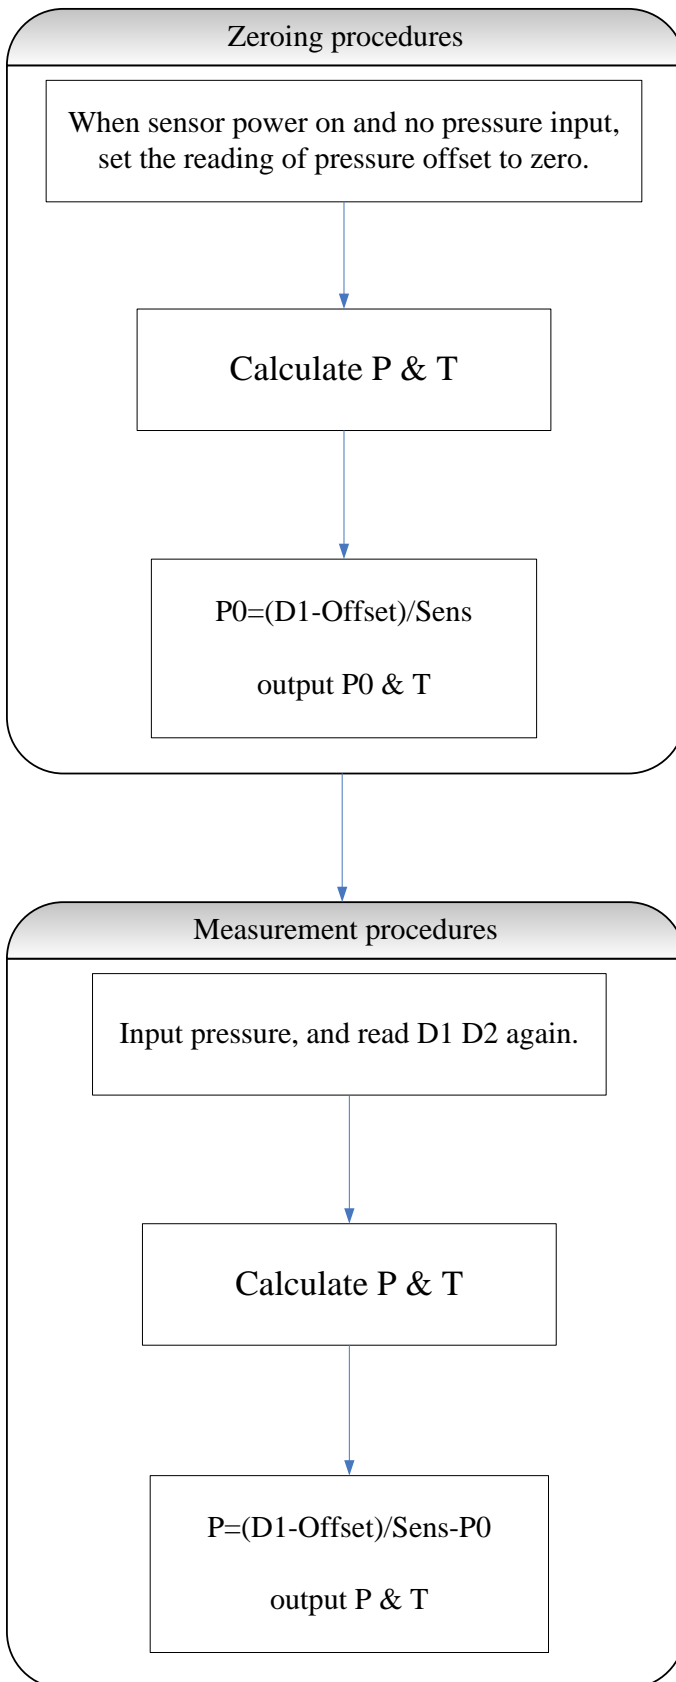 Zeroing procedures
When sensor power on and no pressure input,
set the reading of pressure offset to zero.
Calculate P & T
P0=(D1-Offset)/Sens
output P0 & T
Measurement procedures
Input pressure, and read D1 D2 again.
Calculate P & T
P=(D1-Offset)/Sens-P0
output P & T